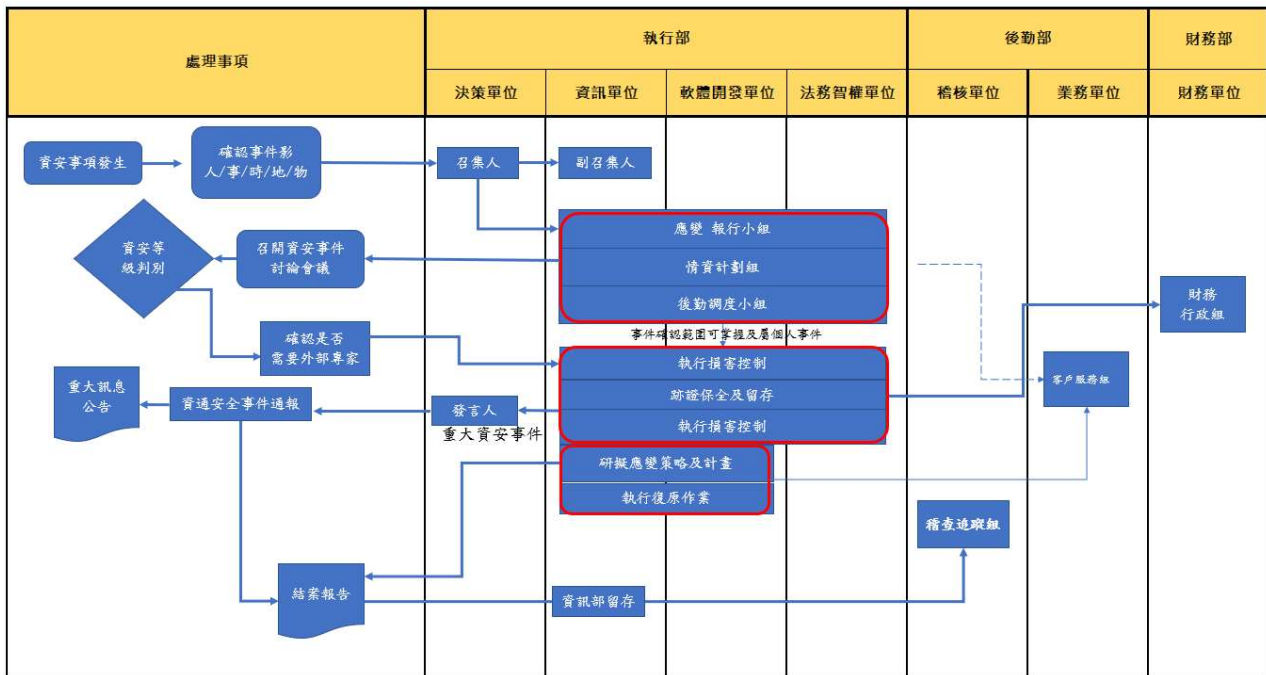 處理事項
執行部
後勤部
財務部
決策單位
資訊單位
軟體開發單位
法務智權單位
稽核單位
業務單位
財務單位
資安事項發生
確認事件影
人/事/時/地/物
召集人
副召集人
資安等
級判別
召開資安事件
討論會議
應變 報行小組
情資計劃組
後勤調度小組
財務
行政組
事件確認範圍可掌握及屬個人事件
確認是否
需要外部專家
執行損害控制
跡證保全及留存
執行損害控制
客戶服務組
重大訊息
公告
資通安全事件通報
發言人
重大資安事件
研擬應變策略及計畫
執行復原作業
稽查追蹤組
結案報告
資訊部留存